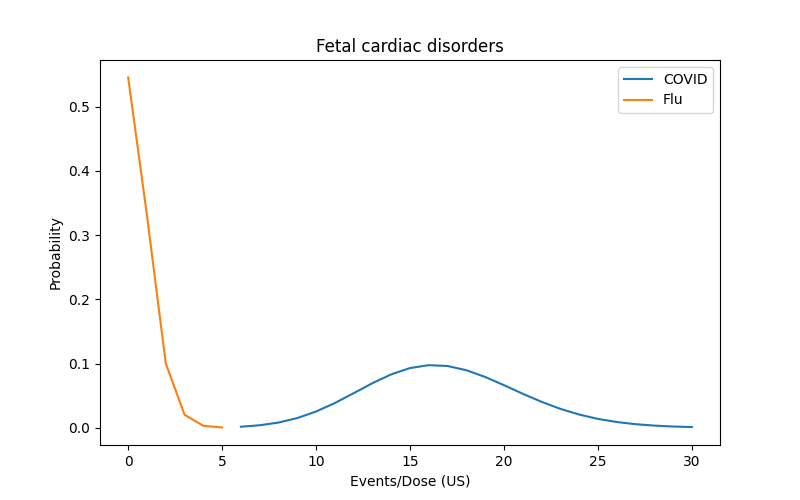 Fetal cardiac disorders
COVID
Flu
Probability
0.5
0.4
0.3
0.2
0.1
0.0
0 5 10 15 20 25 30
Events/Dose (US)